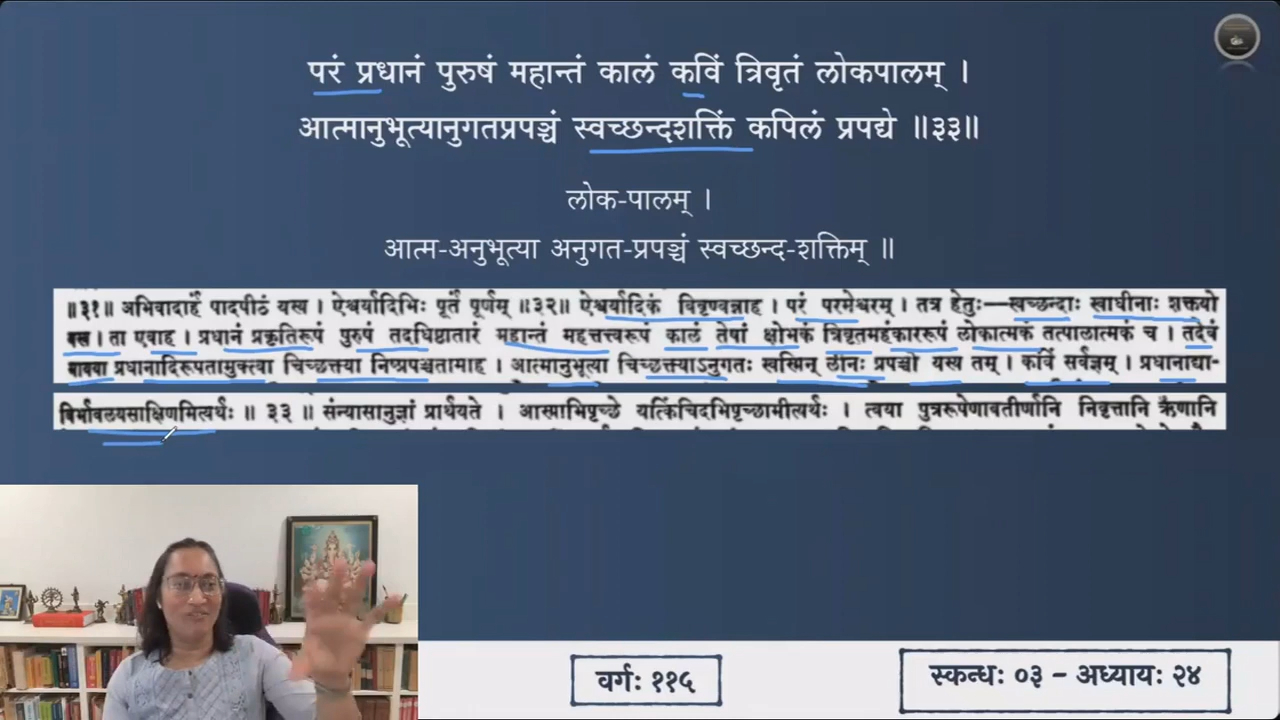 परं प्रधानं पुरुषं महान्तं कालं कविं त्रिवृतं लोकपालम् ।
आत्मानुभूत्यानुगतप्रपञ्चं स्वच्छन्दशक्तिं कपिलं प्रपद्ये ॥३३॥
लोक-पालम् ।
आत्म-अनुभूत्या अनुगत-प्रपञ्चं स्वच्छन्द-शक्तिम् ॥
॥३१॥ अभिवादार्हं पादपीठं यस्य । ऐश्वर्यादिभिः पूर्तं पूर्णम् ॥३२॥ ऐश्वर्यादिकं विवृण्वन्नाह । परं परमेश्वरम् । तत्र हेतुः—स्वच्छन्दाः स्वाधीनाः शक्तयो
यस्य । ता एवाह । प्रधानं प्रकृतिरूपं पुरुषं तदधिष्ठातारं महान्तं महत्तत्त्वरूपं कालं तेषां क्षोभकं त्रिवृतमहंकाररूपं लोकात्मकं तत्पालात्मकं च । तदेवं
मायया प्रधानादिरूपतामुक्त्वा चिच्छक्त्या निष्प्रपञ्चतामाह । आत्मानुभूत्या चिच्छक्त्याऽनुगतः स्वस्मिन् लीनः प्रपञ्चो यस्य तम् । कविं सर्वज्ञम् । प्रधानाद्या-
विर्भावलयसाक्षिणमित्यर्थः ॥ ३३ ॥ संन्यासानुज्ञां प्रार्थयते । आस्माभिपृच्छे यत्किंचिदभिपृच्छामीत्यर्थः । त्वया पुत्ररूपेणावतीर्णानि निवृत्तानि ऋणानि
वर्गः ११५
स्कन्धः ०३ - अध्यायः २४